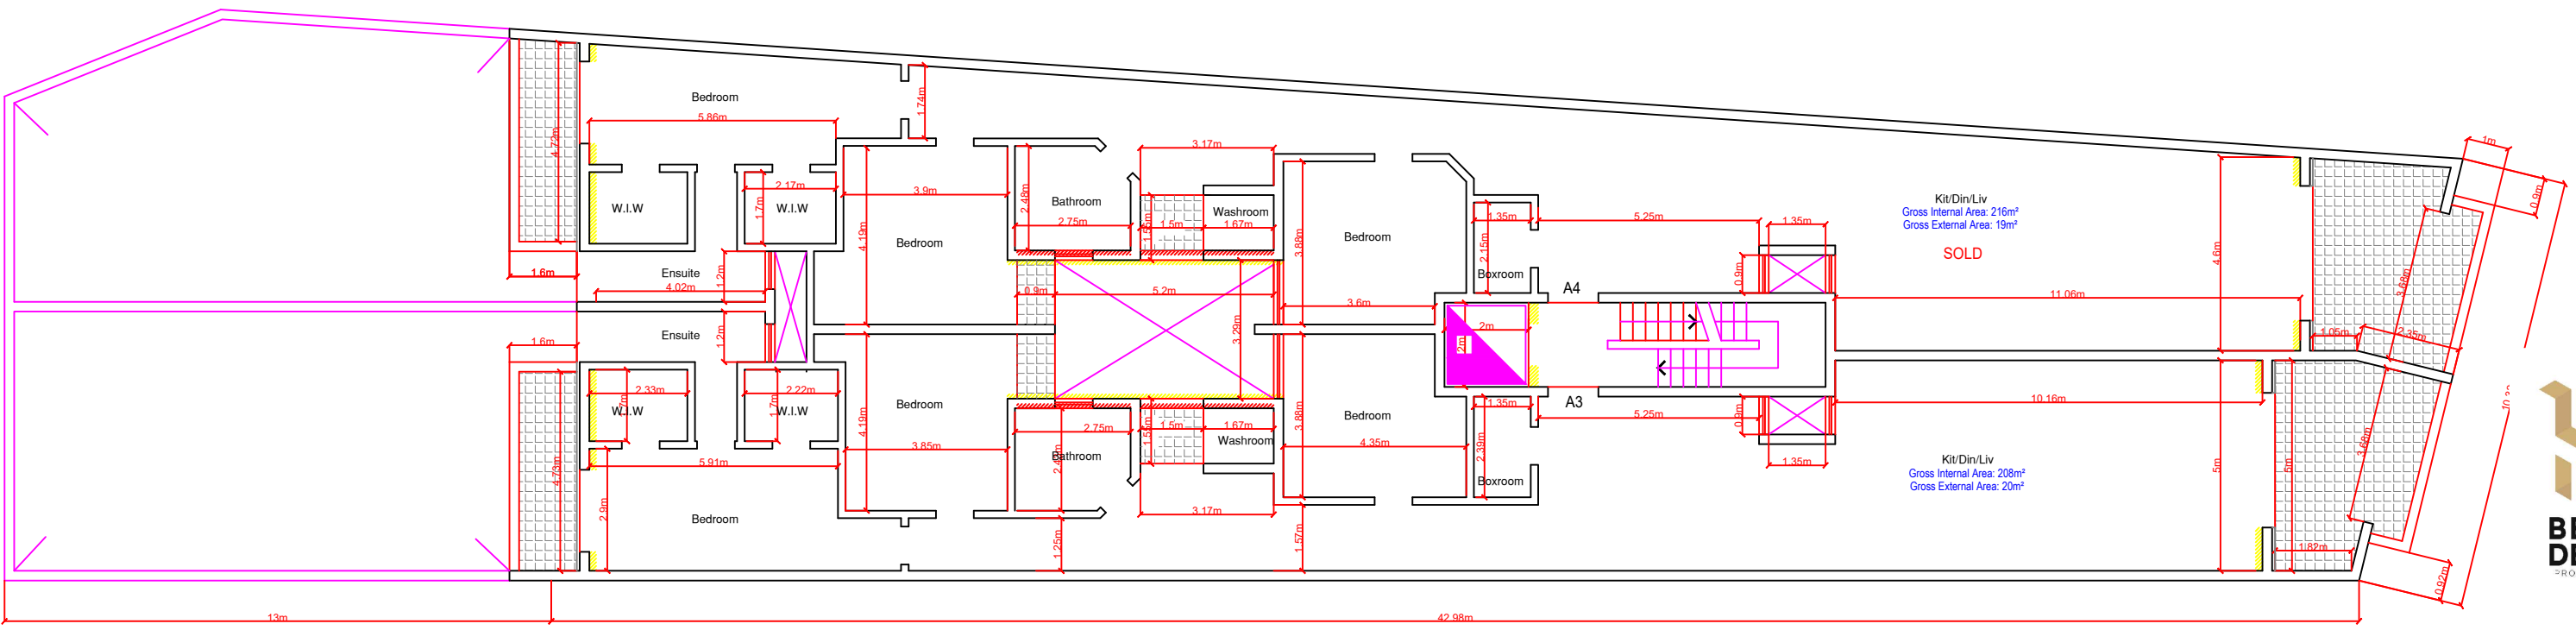 1m
0.9m
1.74m
Bedroom
5.86m
4.72m
3.17m
2.17m
1.7m
W.I.W
W.I.W
3.9m
2.48m
Bathroom
2.75m
1.5m
1.67m
Washroom
4.19m
Bedroom
3.88m
Bedroom
1.35m
2.15m
5.25m
1.35m
Kit/Din/Liv
Gross Internal Area: 216m²
Gross External Area: 19m²
SOLD
4.6m
3.68m
Ensuite
1.6m
4.02m
1.2m
0.9m
5.2m
3.29m
3.6m
Boxroom
A4
0.9m
11.06m
1.05m
2.35m
2m
2m
Ensuite
1.6m
1.2m
2.33m
2.22m
W.I.W
1.7m
W.I.W
4.19m
Bedroom
3.85m
2.75m
1.5m
1.67m
Washroom
Bathroom
3.88m
Bedroom
4.35m
1.35m
2.39m
A3
5.25m
0.9m
1.35m
10.16m
Boxroom
Kit/Din/Liv
Gross Internal Area: 208m²
Gross External Area: 20m²
5m
5m
3.68m
4.73m
5.91m
2.9m
Bedroom
3.17m
1.25m
1.57m
1.82m
0.92m
13m
42.98m